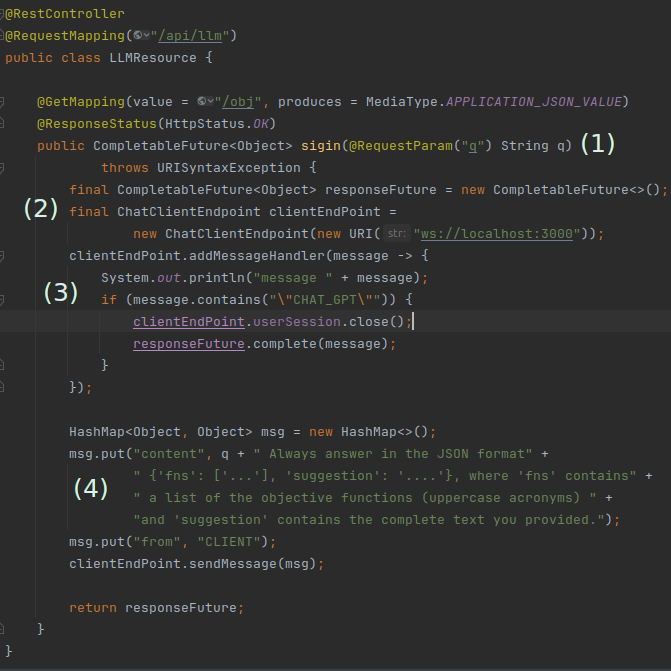 @RestController
@RequestMapping("/api/llm")
public class LLMResource {
@GetMapping(value = "/obj", produces = MediaType.APPLICATION_JSON_VALUE)
@ResponseStatus(HttpStatus.OK)
public CompletableFuture<Object> sigin(@RequestParam("q") String q) (1)
throws URISyntaxException {
final CompletableFuture<Object> responseFuture = new CompletableFuture<>();
(2) final ChatClientEndpoint clientEndPoint =
new ChatClientEndpoint(new URI( str: "ws://localhost:3000"));
clientEndPoint.addMessageHandler(message -> {
System.out.println("message " + message);
(3) if (message.contains("\"CHAT_GPT\"")) {
clientEndPoint.userSession.close();
responseFuture.complete(message);
}
});
HashMap<Object, Object> msg = new HashMap<>();
msg.put("content", q + " Always answer in the JSON format" +
" {'fns': ['...'], 'suggestion': '....'}, where 'fns' contains" +
(4) " a list of the objective functions (uppercase acronyms) " +
"and 'suggestion' contains the complete text you provided.");
msg.put("from", "CLIENT");
clientEndPoint.sendMessage(msg);
return responseFuture;
}
}